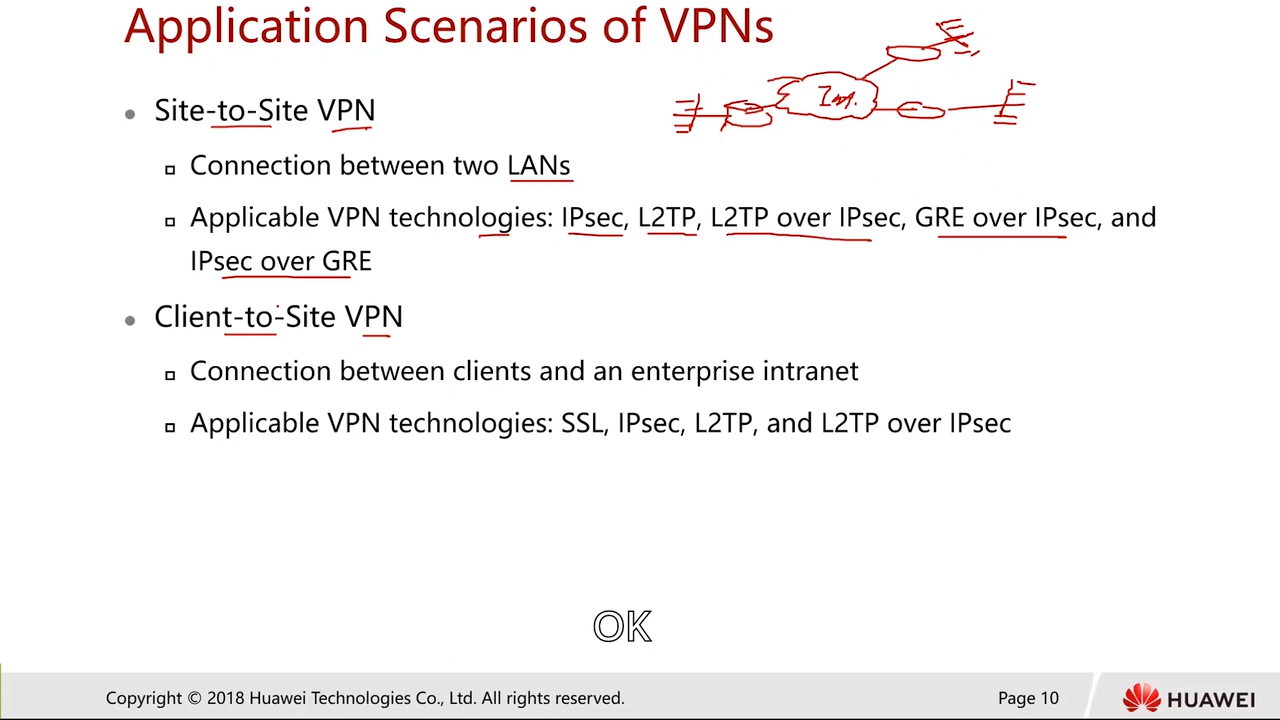 Application Scenarios of VPNs
Site-to-Site VPN
Connection between two LANs
Applicable VPN technologies: IPsec, L2TP, L2TP over IPsec, GRE over IPsec, and
IPsec over GRE
Client-to-Site VPN
Connection between clients and an enterprise intranet
Applicable VPN technologies: SSL, IPsec, L2TP, and L2TP over IPsec
OK
Copyright © 2018 Huawei Technologies Co., Ltd. All rights reserved.
Page 10
HUAWEI